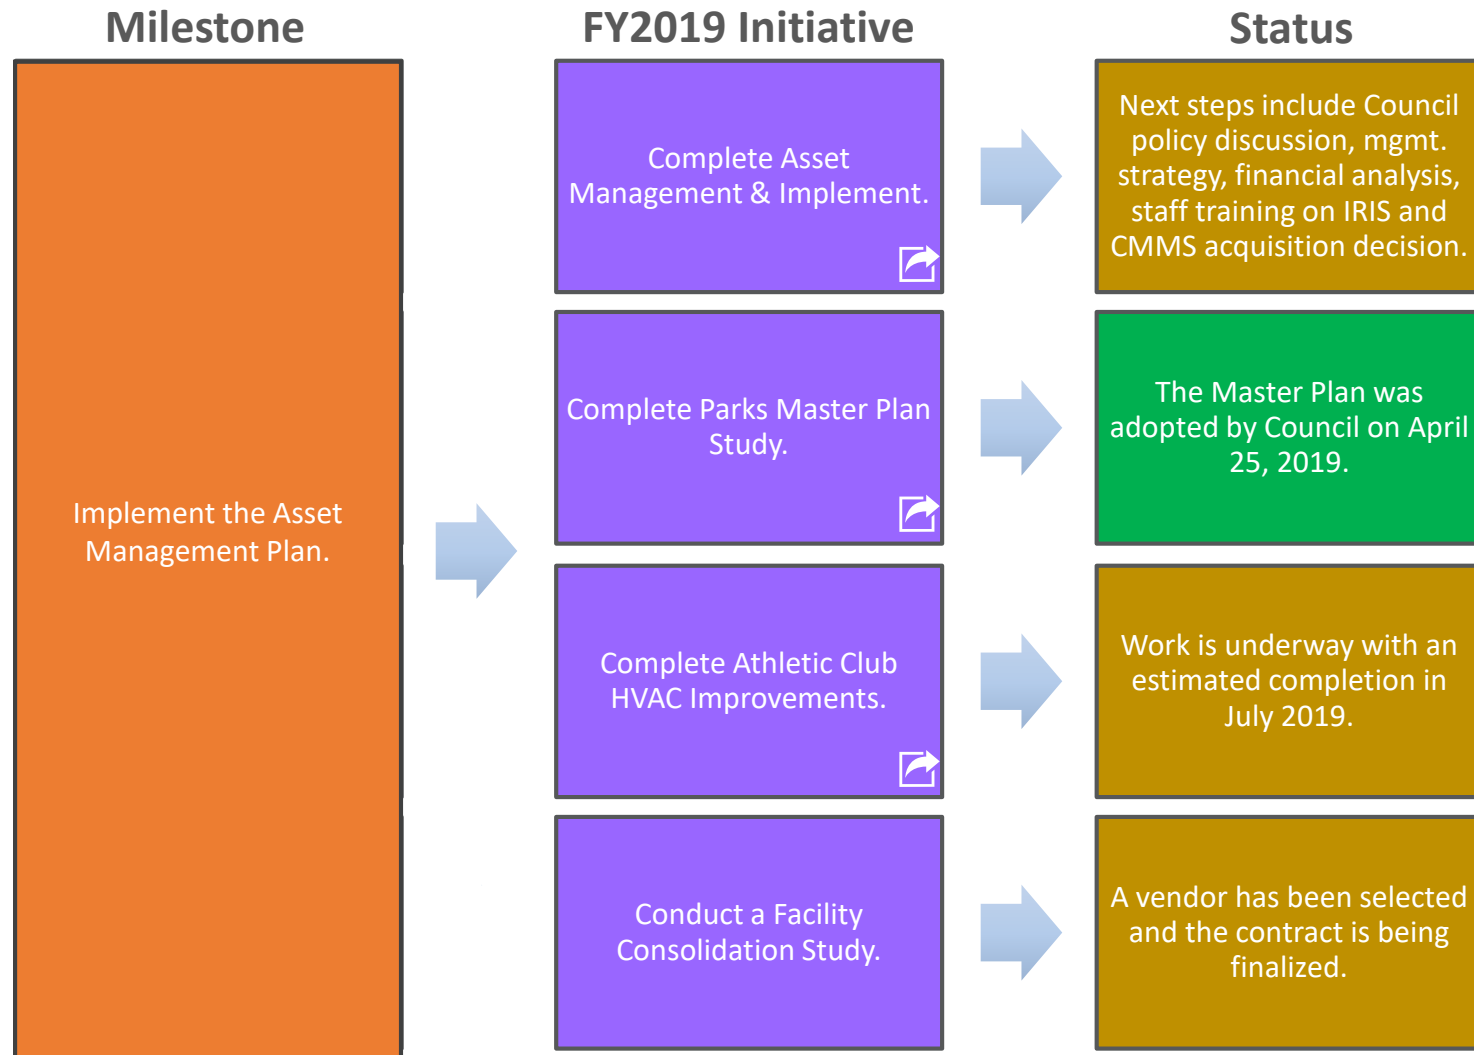 Milestone
FY2019 Initiative
Status
Implement the Asset
Management Plan.
Complete Asset
Management & Implement.
Next steps include Council
policy discussion, mgmt.
strategy, financial analysis,
staff training on IRIS and
CMMS acquisition decision.
Complete Parks Master Plan
Study.
The Master Plan was
adopted by Council on April
25, 2019.
Complete Athletic Club
HVAC Improvements.
Work is underway with an
estimated completion in
July 2019.
Conduct a Facility
Consolidation Study.
A vendor has been selected
and the contract is being
finalized.